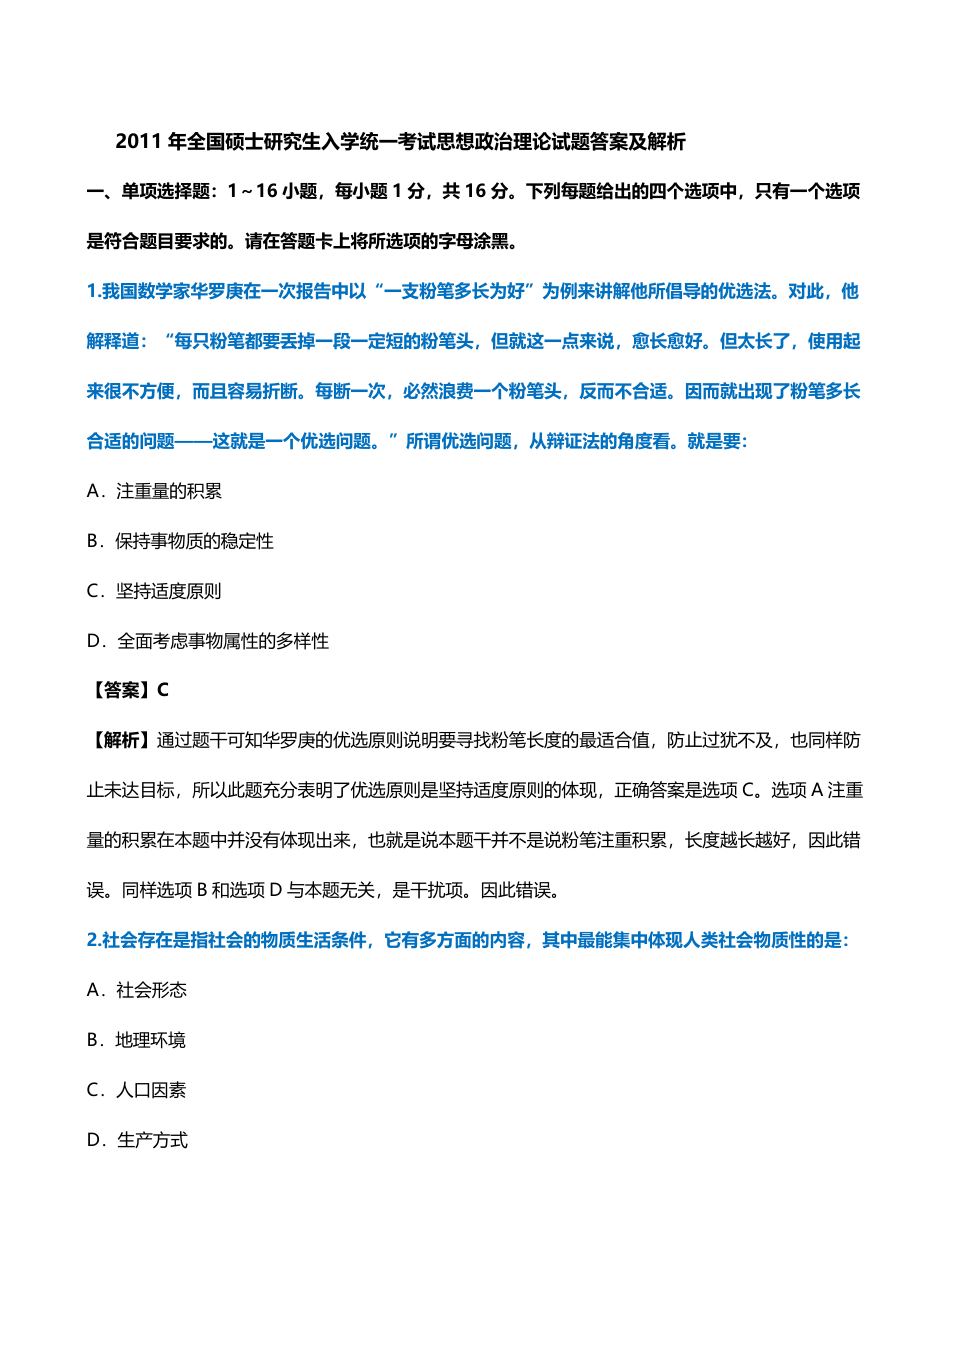 2011 年全国硕士研究生入学统一考试思想政治理论试题答案及解析
一、单项选择题：1～16 小题，每小题 1 分，共 16 分。下列每题给出的四个选项中，只有一个选项
是符合题目要求的。请在答题卡上将所选项的字母涂黑。
1.我国数学家华罗庚在一次报告中以“一支粉笔多长为好”为例来讲解他所倡导的优选法。对此，他
解释道：“每只粉笔都要丢掉一段一定短的粉笔头，但就这一点来说，愈长愈好。但太长了，使用起
来很不方便，而且容易折断。每断一次，必然浪费一个粉笔头，反而不合适。因而就出现了粉笔多长
合适的问题——这就是一个优选问题。”所谓优选问题，从辩证法的角度看。就是要：
A．注重量的积累
B．保持事物质的稳定性
C．坚持适度原则
D．全面考虑事物属性的多样性
【答案】C
【解析】通过题干可知华罗庚的优选原则说明要寻找粉笔长度的最适合值，防止过犹不及，也同样防
止未达目标，所以此题充分表明了优选原则是坚持适度原则的体现，正确答案是选项 C。选项 A 注重
量的积累在本题中并没有体现出来，也就是说本题干并不是说粉笔注重积累，长度越长越好，因此错
误。同样选项 B 和选项 D 与本题无关，是干扰项。因此错误。
2.社会存在是指社会的物质生活条件，它有多方面的内容，其中最能集中体现人类社会物质性的是：
A．社会形态
B．地理环境
C．人口因素
D．生产方式